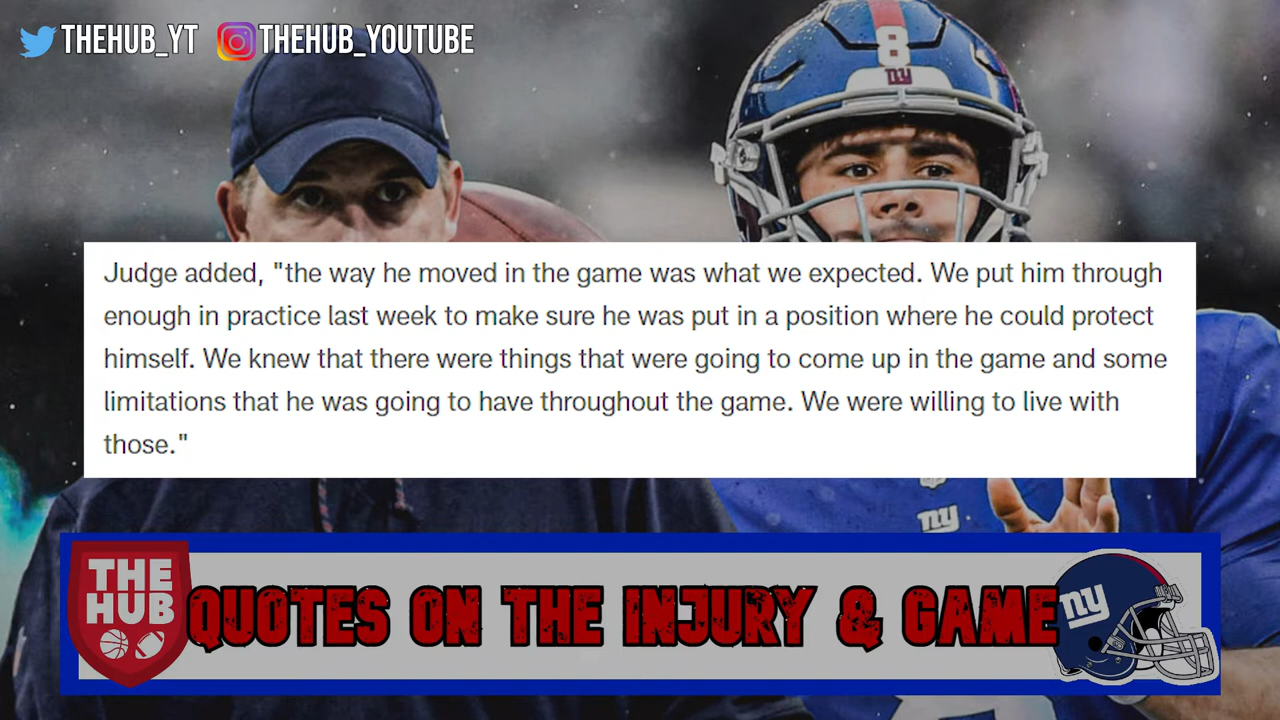 THEHUB_YT THEHUB_YOUTUBE
8
ny
Judge added, "the way he moved in the game was what we expected. We put him through
enough in practice last week to make sure he was put in a position where he could protect
himself. We knew that there were things that were going to come up in the game and some
limitations that he was going to have throughout the game. We were willing to live with
those."
ny
THE
HUB
QUOTES ON THE INJURY & GAME
ny